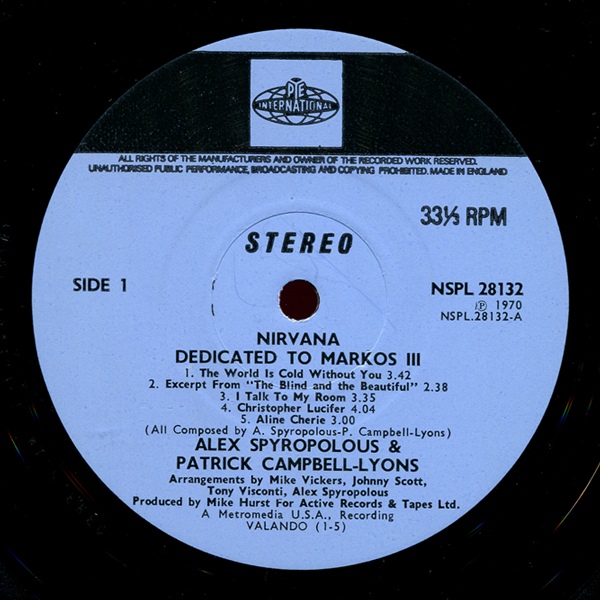 PYE
INTERNATIONAL
ALL RIGHTS OF THE MANUFACTURERS AND OWNER OF THE RECORDED WORK RESERVED.
UNAUTHORISED PUBLIC PERFORMANCE, BROADCASTING AND COPYING PROHIBITED. MADE IN ENGLAND
33⅓ RPM
STEREO
SIDE 1
NSPL 28132
℗ 1970
NSPL.28132-A
NIRVANA
DEDICATED TO MARKOS III
1. The World Is Cold Without You 3.42
2. Excerpt From "The Blind and the Beautiful" 2.38
3. I Talk To My Room 3.35
4. Christopher Lucifer 4.04
5. Aline Cherie 3.00
(All Composed by A. Spyropolous-P. Campbell-Lyons)
ALEX SPYROPOLOUS &
PATRICK CAMPBELL-LYONS
Arrangements by Mike Vickers, Johnny Scott,
Tony Visconti, Alex Spyropolous
Produced by Mike Hurst For Active Records & Tapes Ltd.
A Metromedia U.S.A., Recording
VALANDO (1-5)